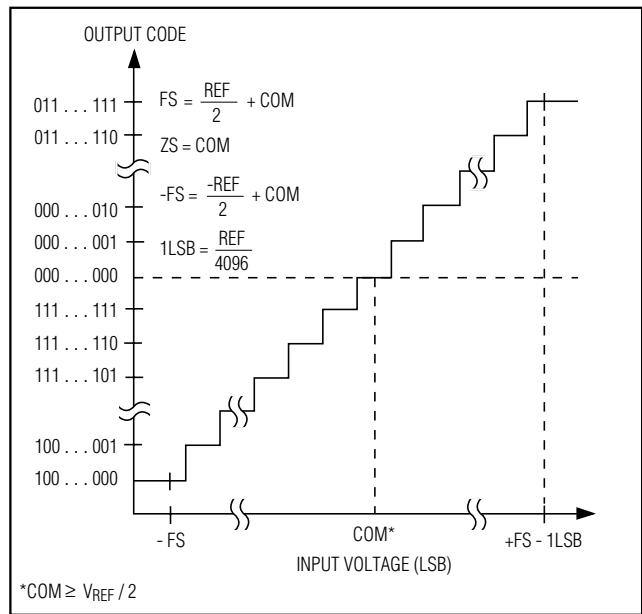 OUTPUT CODE
011 . . . 111
011 . . . 110
000 . . . 010
000 . . . 001
000 . . . 000
111 . . . 111
111 . . . 110
111 . . . 101
100 . . . 001
100 . . . 000
FS = REF/2 + COM
ZS = COM
-FS = -REF/2 + COM
1LSB = REF/4096
- FS
COM*
+FS - 1LSB
INPUT VOLTAGE (LSB)
*COM ≥ VREF / 2